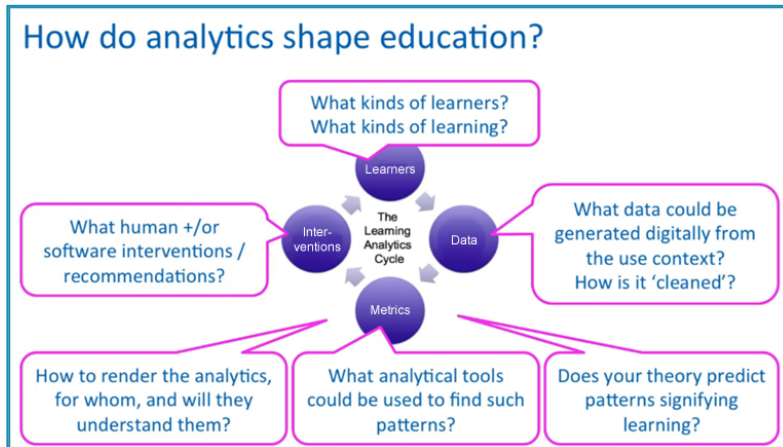 How do analytics shape education?
What kinds of learners?
What kinds of learning?
Learners
What human +/or
software interventions /
recommendations?
Inter-
ventions
The
Learning
Analytics
Cycle
Data
What data could be
generated digitally from
the use context?
How is it ‘cleaned’?
Metrics
How to render the analytics,
for whom, and will they
understand them?
What analytical tools
could be used to find such
patterns?
Does your theory predict
patterns signifying
learning?